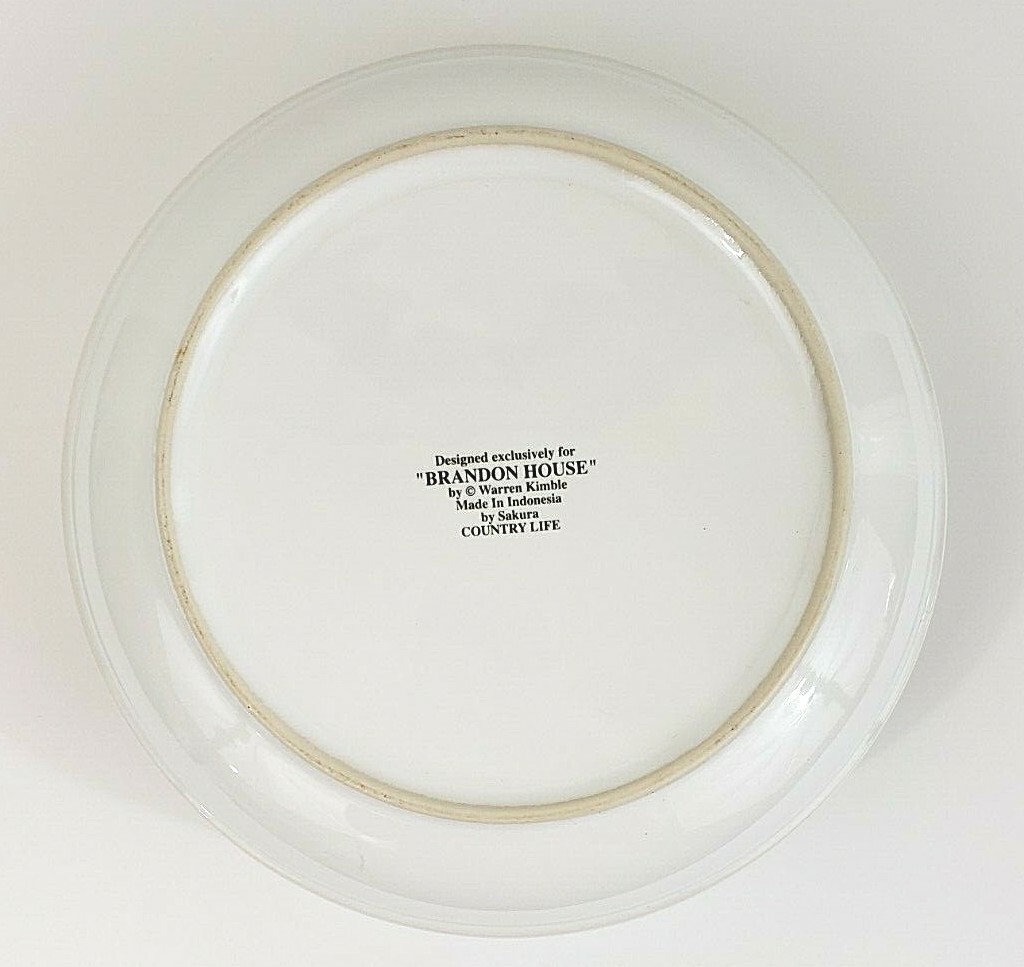 Designed exclusively for
"BRANDON HOUSE"
by © Warren Kimble
Made In Indonesia
by Sakura
COUNTRY LIFE